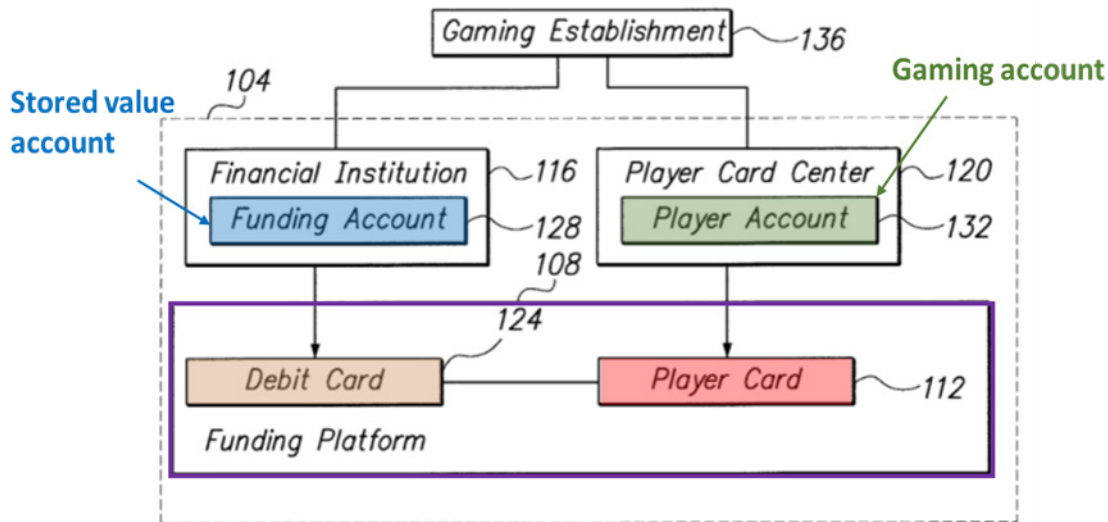 Gaming Establishment
136
Gaming account
104
Stored value
account
Financial Institution
116
Player Card Center
120
Funding Account
128
Player Account
132
108
124
Debit Card
Player Card
112
Funding Platform